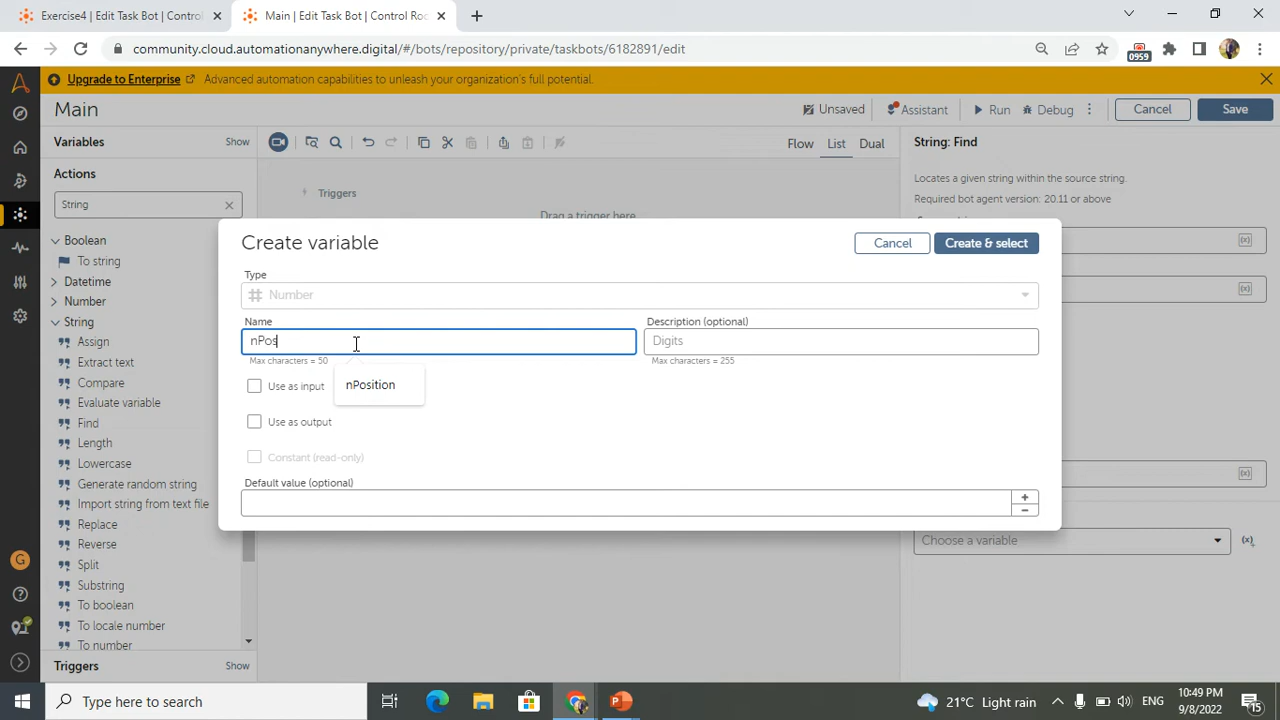 Exercise4 | Edit Task Bot | Control
Main | Edit Task Bot | Control Roc
community.cloud.automationanywhere.digital/#/bots/repository/private/taskbots/6182891/edit
0959
Upgrade to Enterprise
Advanced automation capabilities to unleash your organization's full potential.
Main
Unsaved
Assistant
Run
Debug
Cancel
Save
Variables
Show
Flow
List
Dual
String: Find
Actions
Triggers
Locates a given string within the source string.
Required bot agent version: 20.11 or above
String
Drag a trigger here
Boolean
To string
Datetime
Number
String
Assign
Extract text
Compare
Evaluate variable
Find
Length
Lowercase
Generate random string
Import string from text file
Replace
Reverse
Split
Substring
To boolean
To locale number
To number
Triggers
Show
Create variable
Cancel
Create & select
Type
Number
Name
Description (optional)
nPos
Digits
Max characters = 50
Max characters = 255
nPosition
Use as input
Use as output
Constant (read-only)
Default value (optional)
(x)
(x)
(x)
Choose a variable
(x)
G
Type here to search
21°C Light rain
ENG
10:49 PM
9/8/2022
15